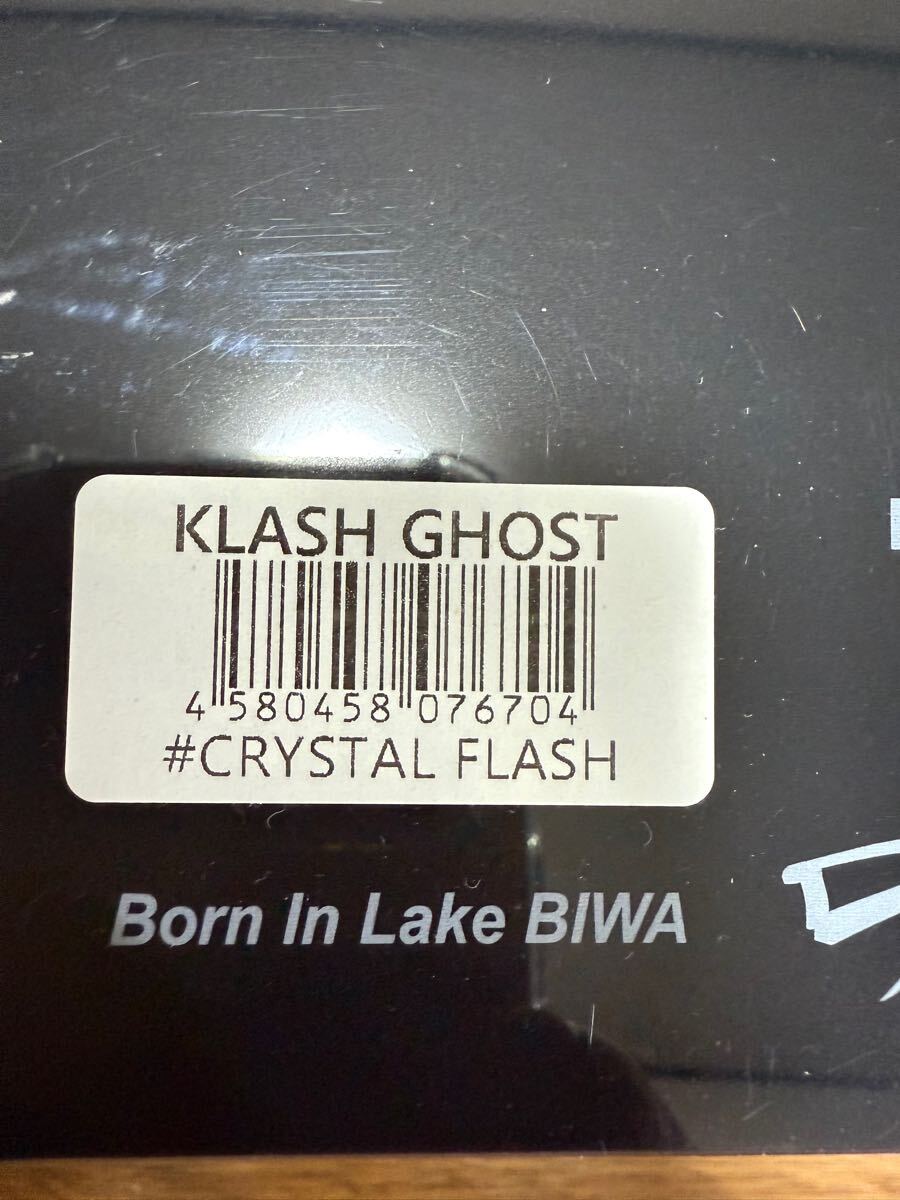 KLASH GHOST
4 580458 076704
#CRYSTAL FLASH
Born In Lake BIWA